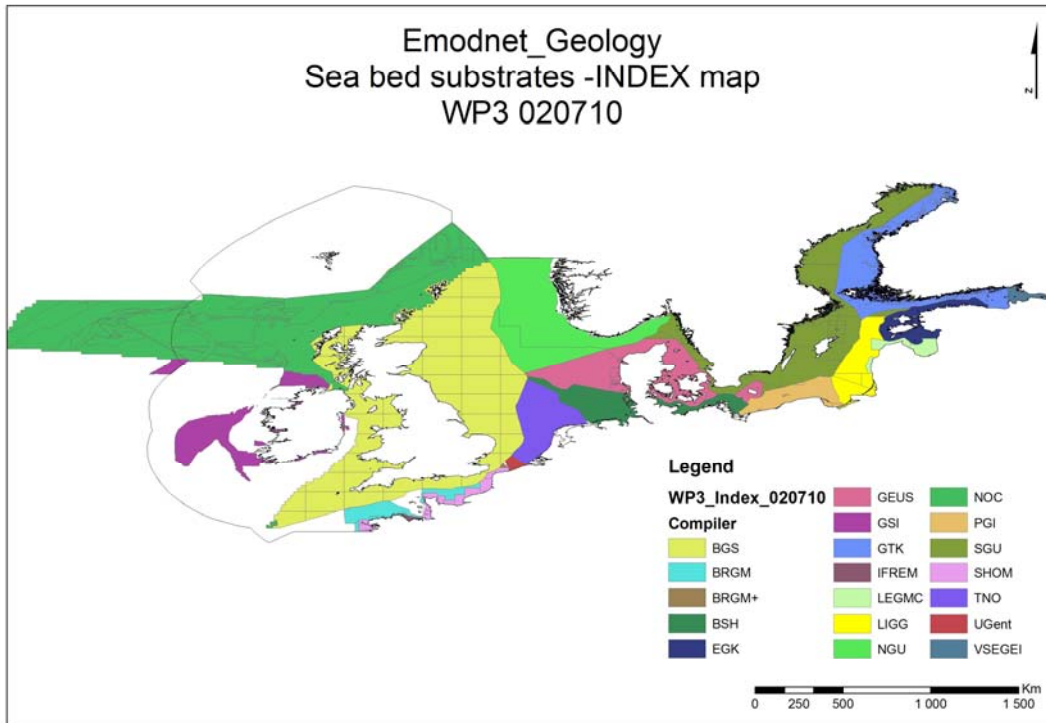 Emodnet_Geology
Sea bed substrates -INDEX map
WP3 020710
z
Legend
WP3_Index_020710
Compiler
BGS
BRGM
BRGM+
BSH
EGK
GEUS
GSI
GTK
IFREM
LEGMC
LIGG
NGU
NOC
PGI
SGU
SHOM
TNO
UGent
VSEGEI
Km
0 250 500 1 000 1 500